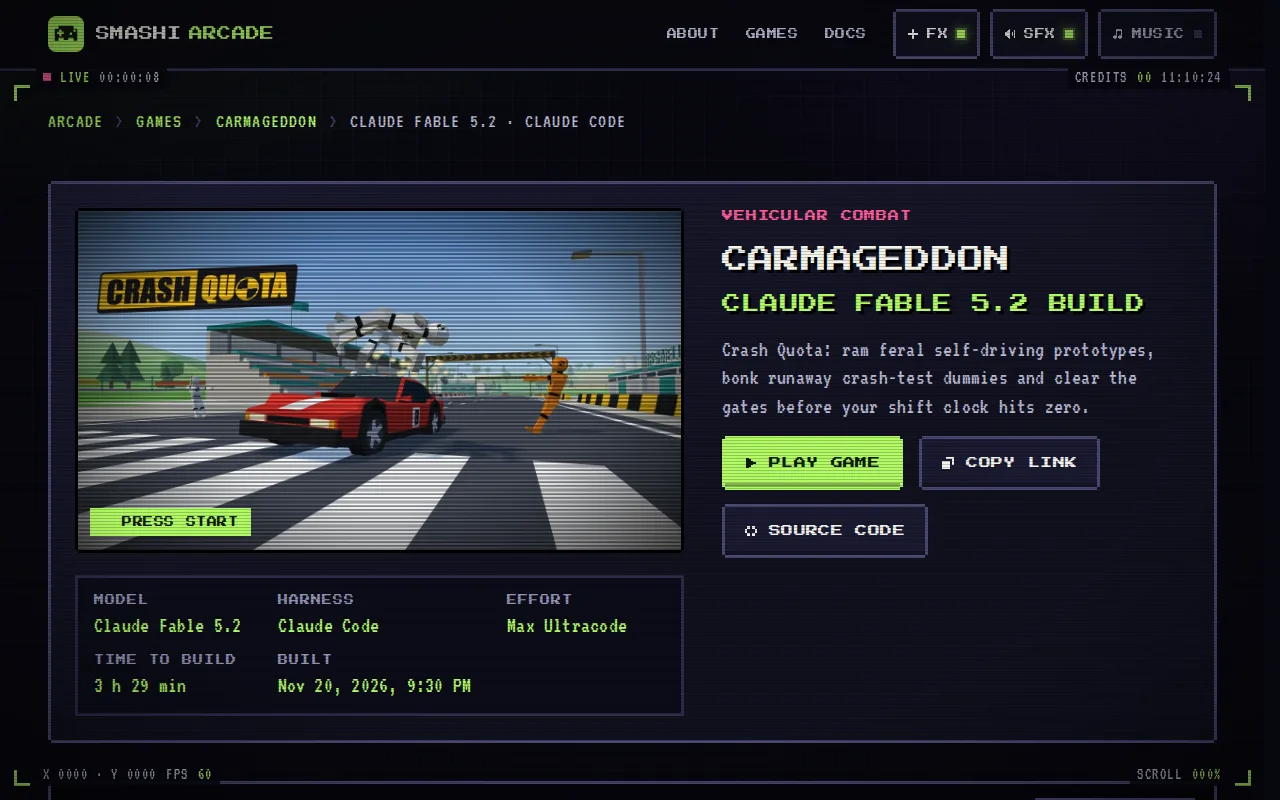 SMASHI ARCADE
ABOUT GAMES DOCS FX SFX MUSIC
LIVE 00:00:08
CREDITS 00 11:10:24
ARCADE > GAMES > CARMAGEDDON > CLAUDE FABLE 5.2 · CLAUDE CODE
CRASH QUOTA
PRESS START
VEHICULAR COMBAT
CARMAGEDDON
CLAUDE FABLE 5.2 BUILD
Crash Quota: ram feral self-driving prototypes,
bonk runaway crash-test dummies and clear the
gates before your shift clock hits zero.
PLAY GAME
COPY LINK
SOURCE CODE
MODEL HARNESS EFFORT
Claude Fable 5.2 Claude Code Max Ultracode
TIME TO BUILD BUILT
3 h 29 min Nov 20, 2026, 9:30 PM
X 0000 · Y 0000 FPS 60
SCROLL 000%